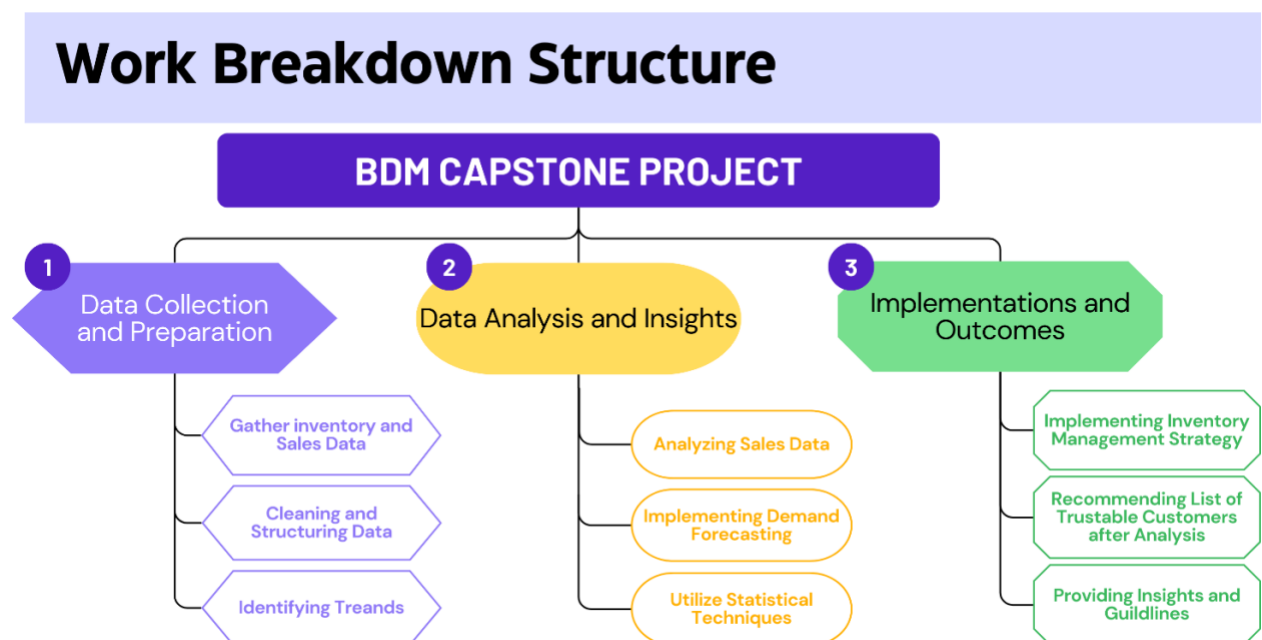 Work Breakdown Structure
BDM CAPSTONE PROJECT
1
Data Collection
and Preparation
Gather inventory and
Sales Data
Cleaning and
Structuring Data
Identifying Treands
2
Data Analysis and Insights
Analyzing Sales Data
Implementing Demand
Forecasting
Utilize Statistical
Techniques
3
Implementations and
Outcomes
Implementing Inventory
Management Strategy
Recommending List of
Trustable Customers
after Analysis
Providing Insights and
Guildlines